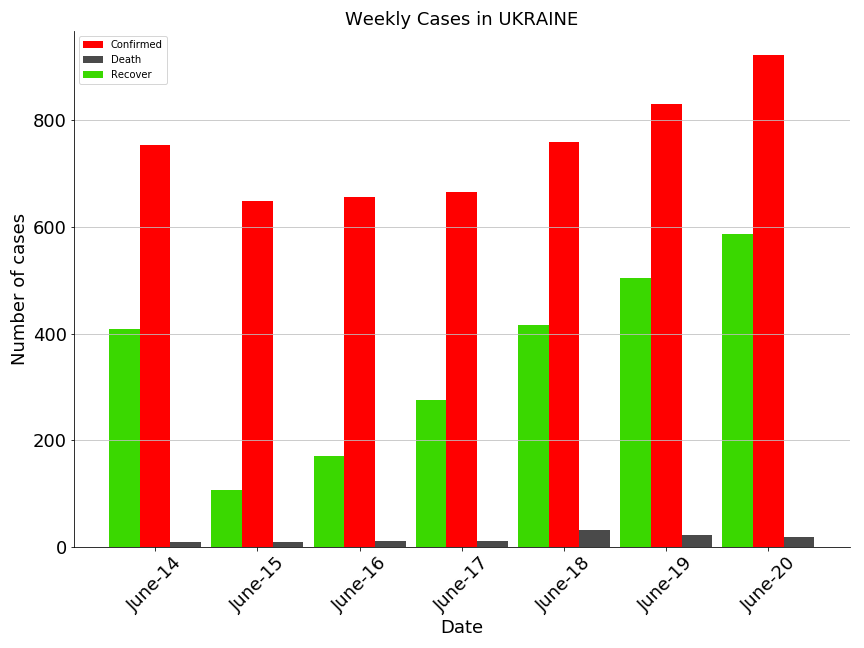 Weekly Cases in UKRAINE
Confirmed
Death
Recover
Number of cases
800
600
400
200
0
June-14
June-15
June-16
June-17
June-18
June-19
June-20
Date